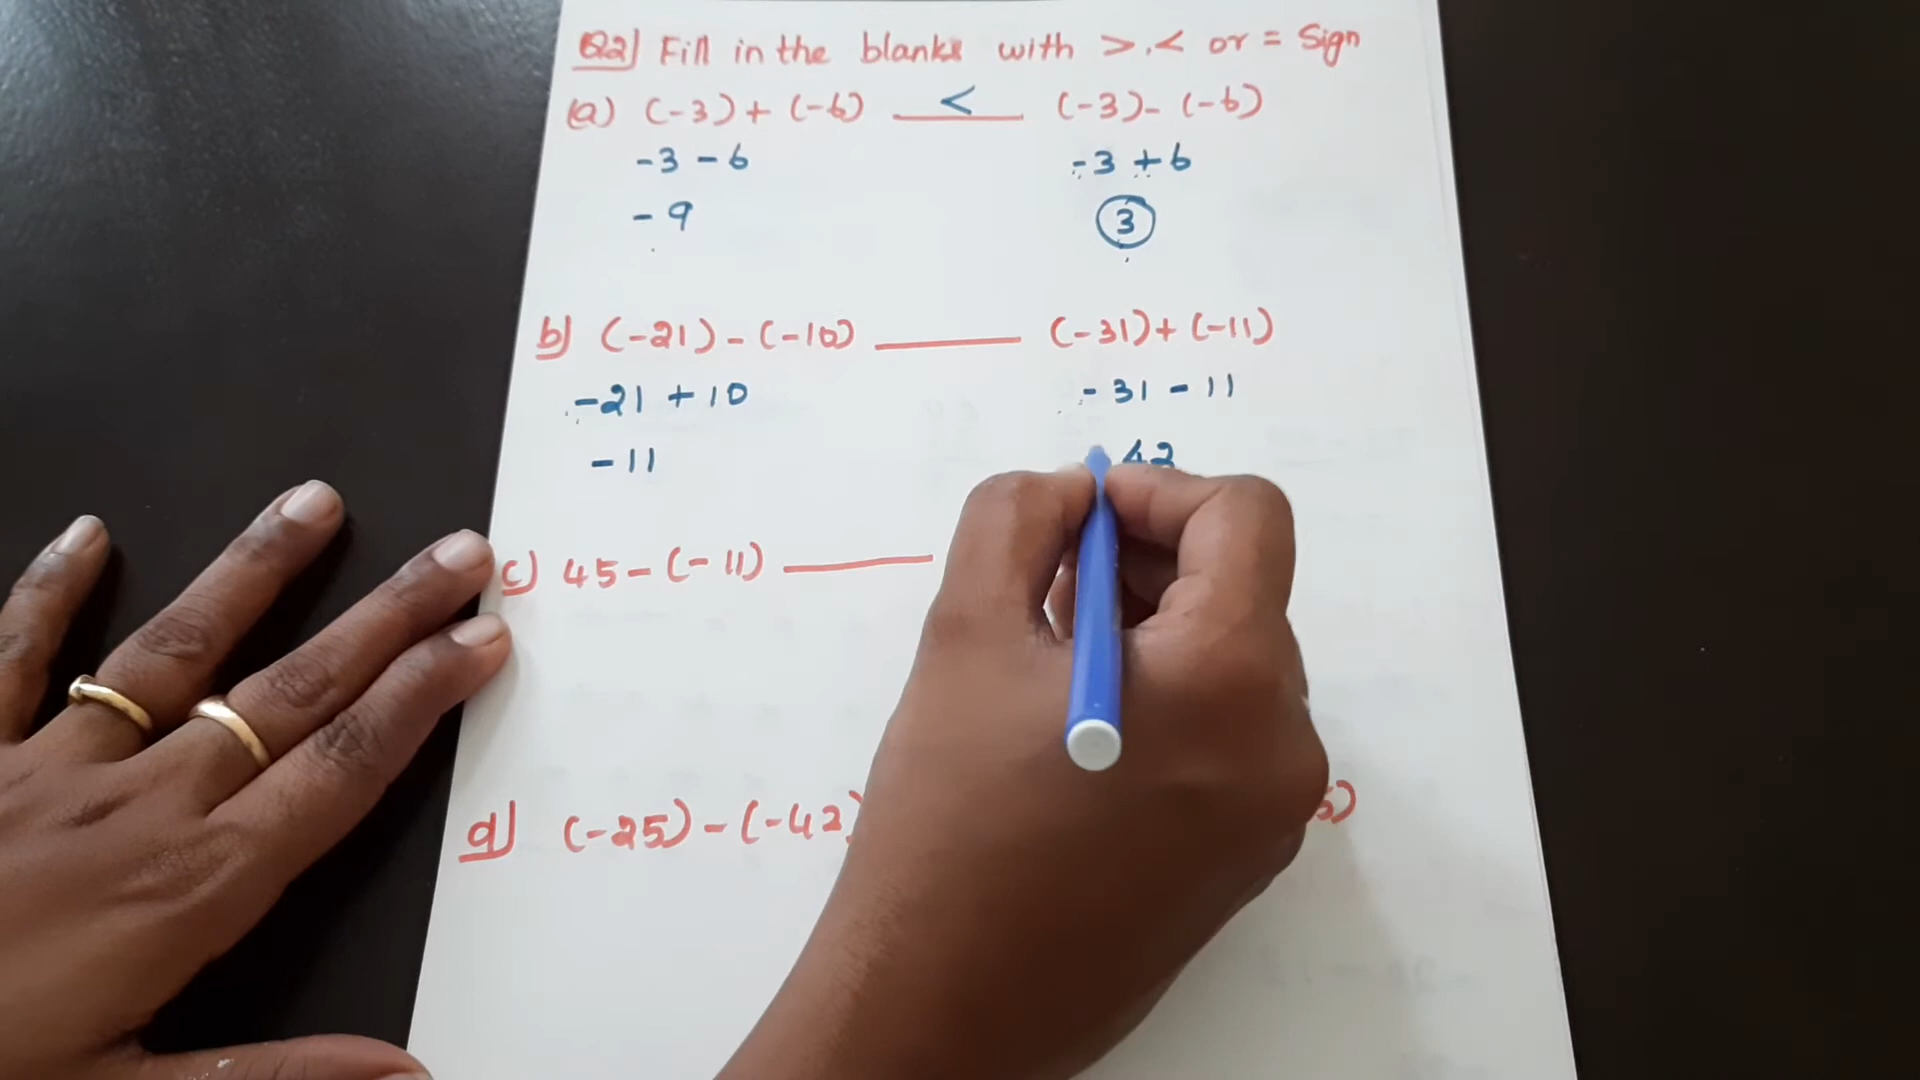 Q2) Fill in the blanks with >, < or = Sign
(a) (-3) + (-6) < (-3) - (-6)
-3 - 6 -3 + 6
-9 3
b) (-21) - (-10) ______ (-31) + (-11)
-21 + 10 -31 - 11
-11 42
c) 45 - (-11) ______
d) (-25) - (-42)